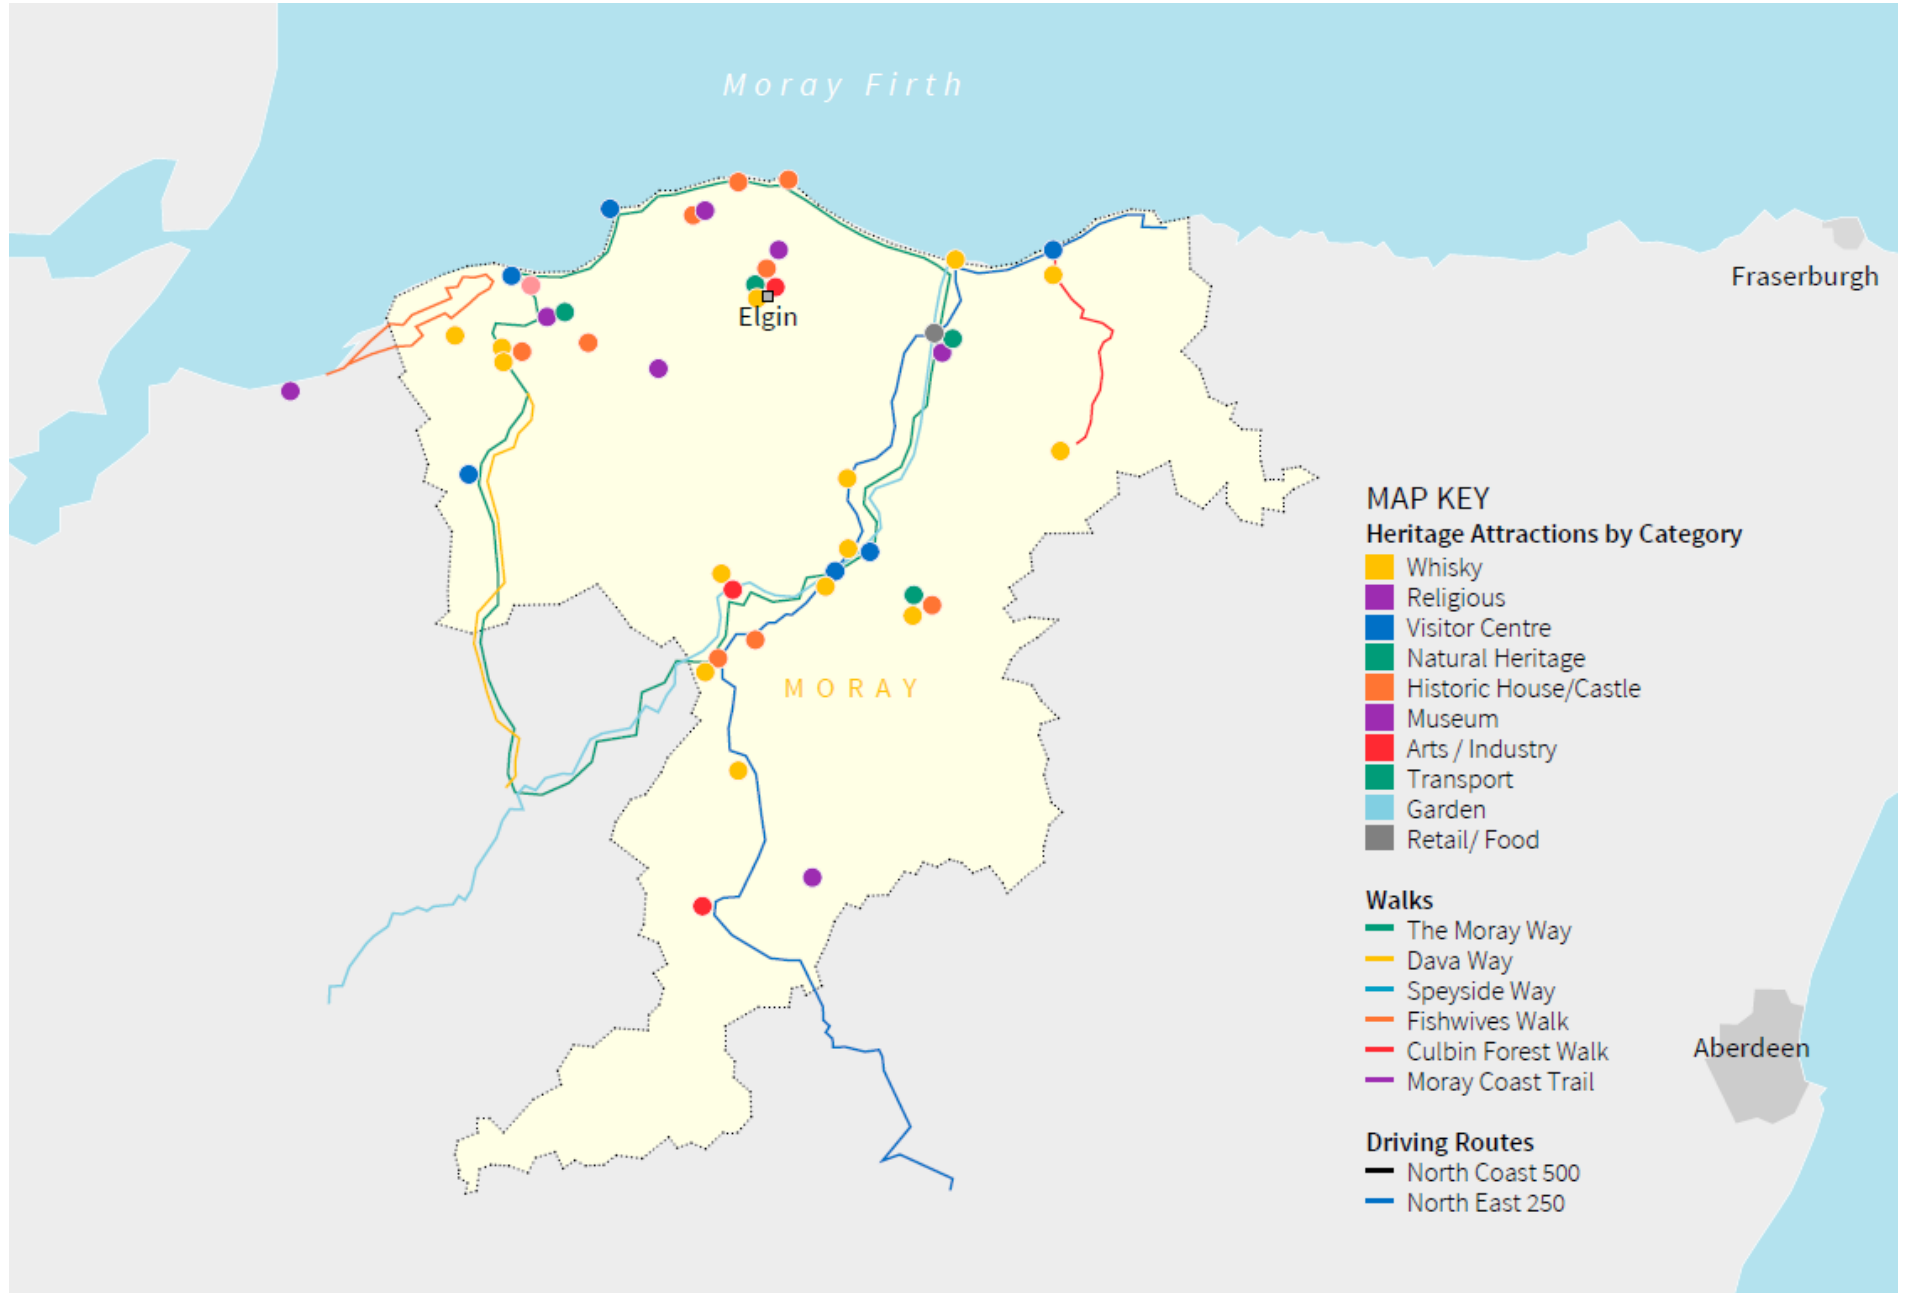 Moray Firth
Fraserburgh
Elgin
MORAY
Aberdeen
MAP KEY
Heritage Attractions by Category
Whisky
Religious
Visitor Centre
Natural Heritage
Historic House/Castle
Museum
Arts / Industry
Transport
Garden
Retail/ Food
Walks
The Moray Way
Dava Way
Speyside Way
Fishwives Walk
Culbin Forest Walk
Moray Coast Trail
Driving Routes
North Coast 500
North East 250